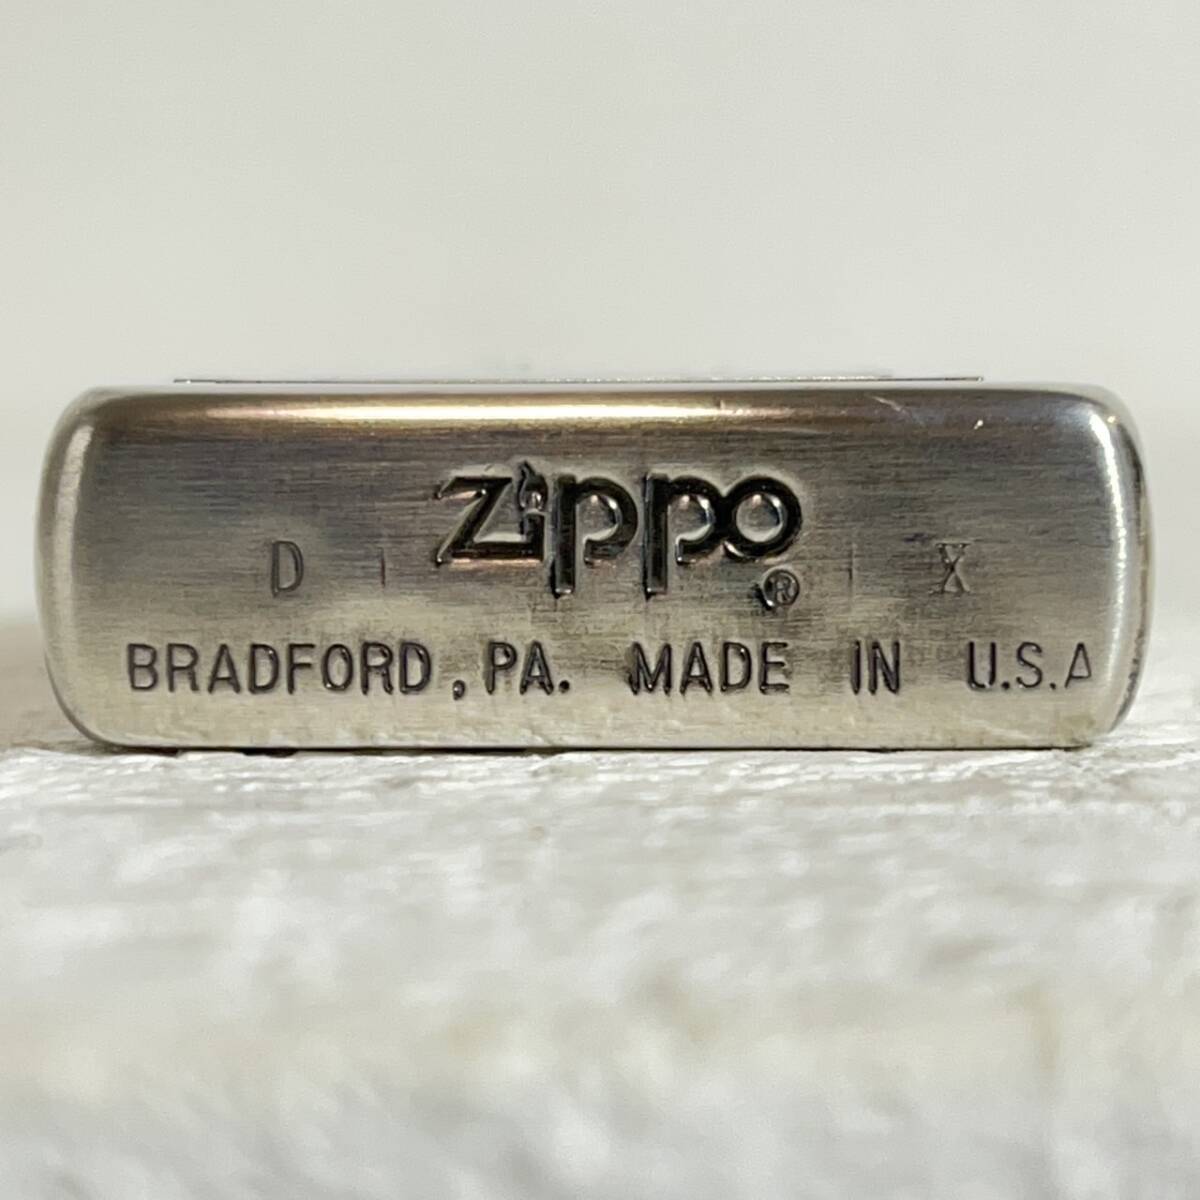 D zippo ® X
BRADFORD, PA. MADE IN U.S.A